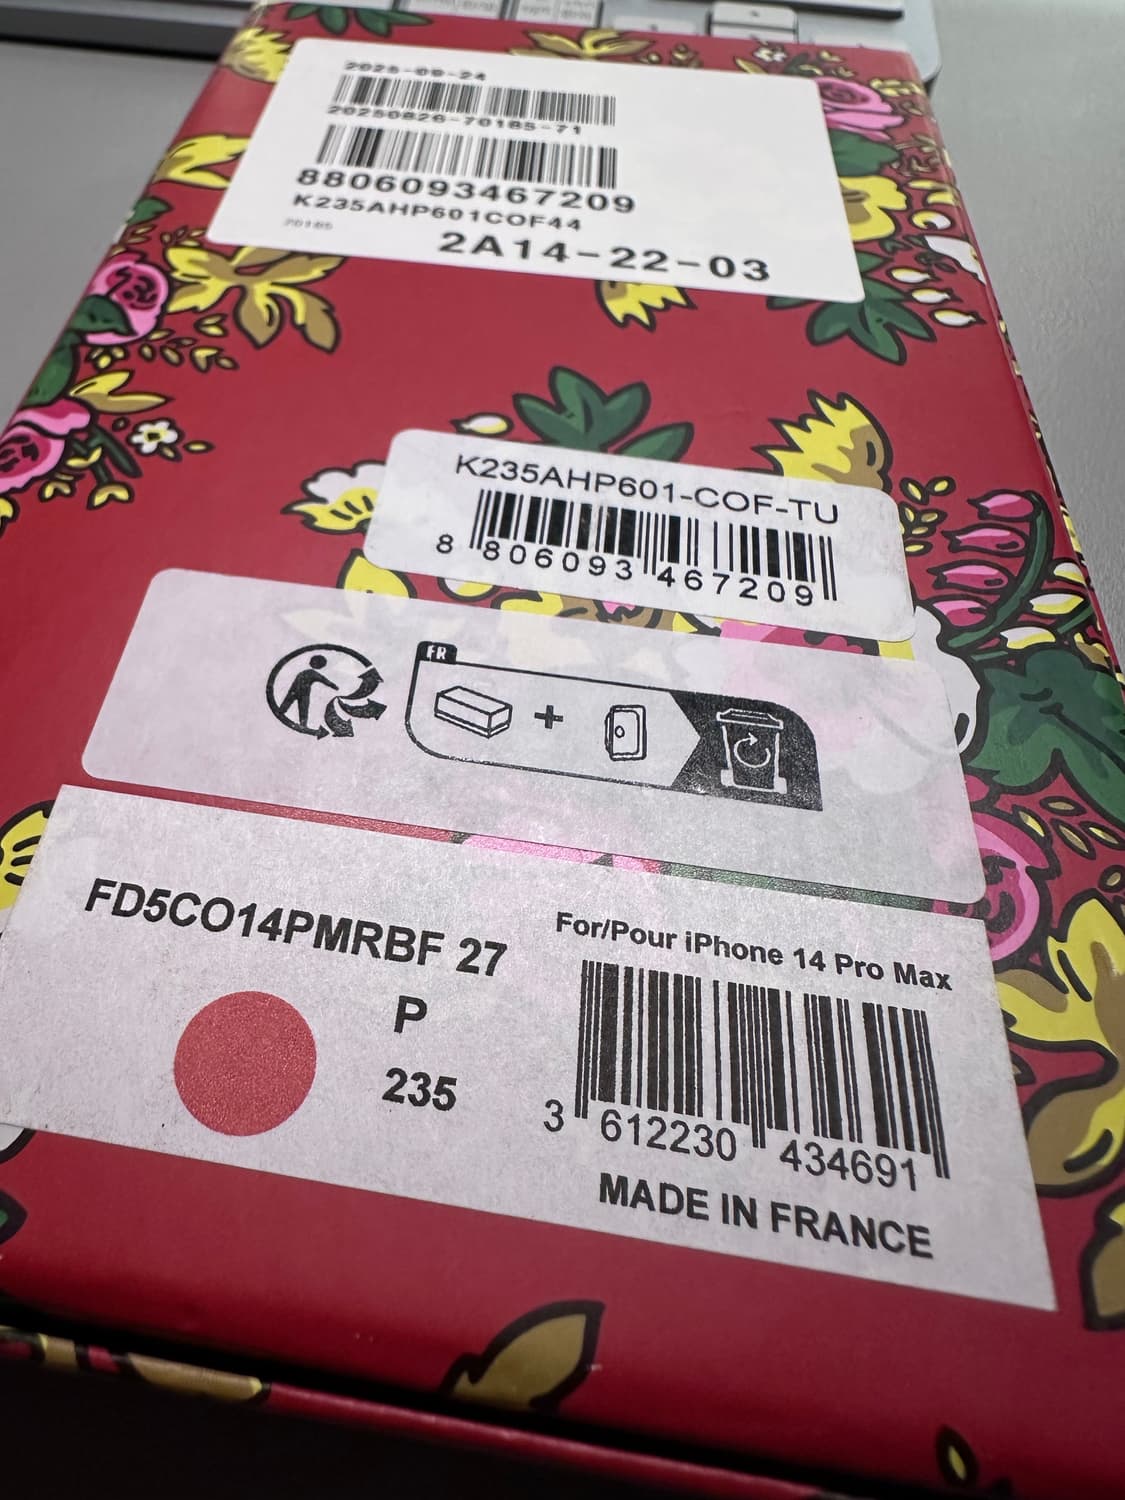 2025-09-24
20250826-70185-71
8806093467209
K235AHP601COF44
70185
2A14-22-03
K235AHP601-COF-TU
8 806093 467209
FR
FD5CO14PMRBF 27
P
235
For/Pour iPhone 14 Pro Max
3 612230 434691
MADE IN FRANCE